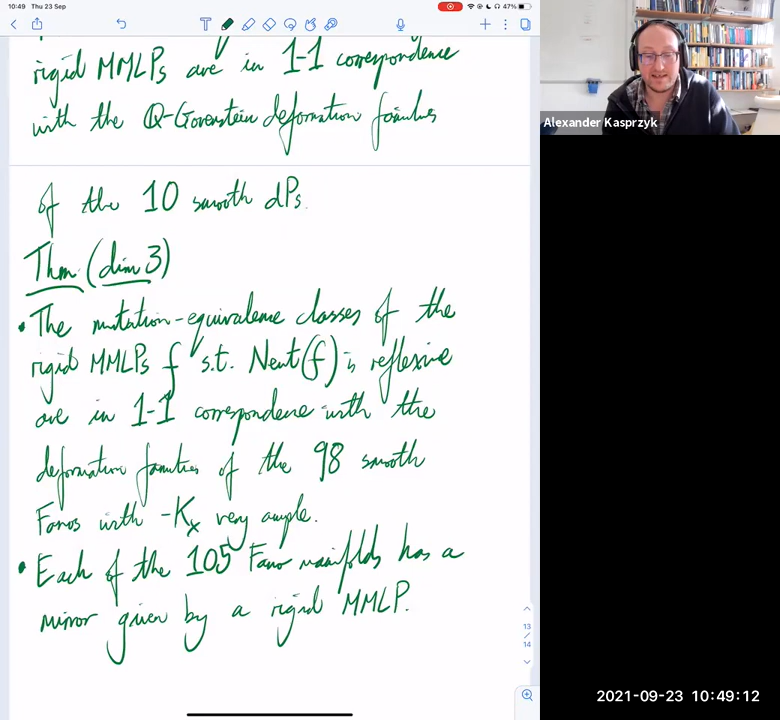 10:49 Thu 23 Sep
47%
rigid MMLPs are in 1-1 correspondence
with the Q-Gorenstein deformation families
of the 10 smooth dPs.
Thm (dim 3)
• The mutation-equivalence classes of the
rigid MMLPs f s.t. Newt(f) is reflexive
are in 1-1 correspondence with the
deformation families of the 98 smooth
Fanos with -Kx very ample.
• Each of the 105 Fano manifolds has a
mirror given by a rigid MMLP.
13
/
14
Alexander Kasprzyk
2021-09-23 10:49:12